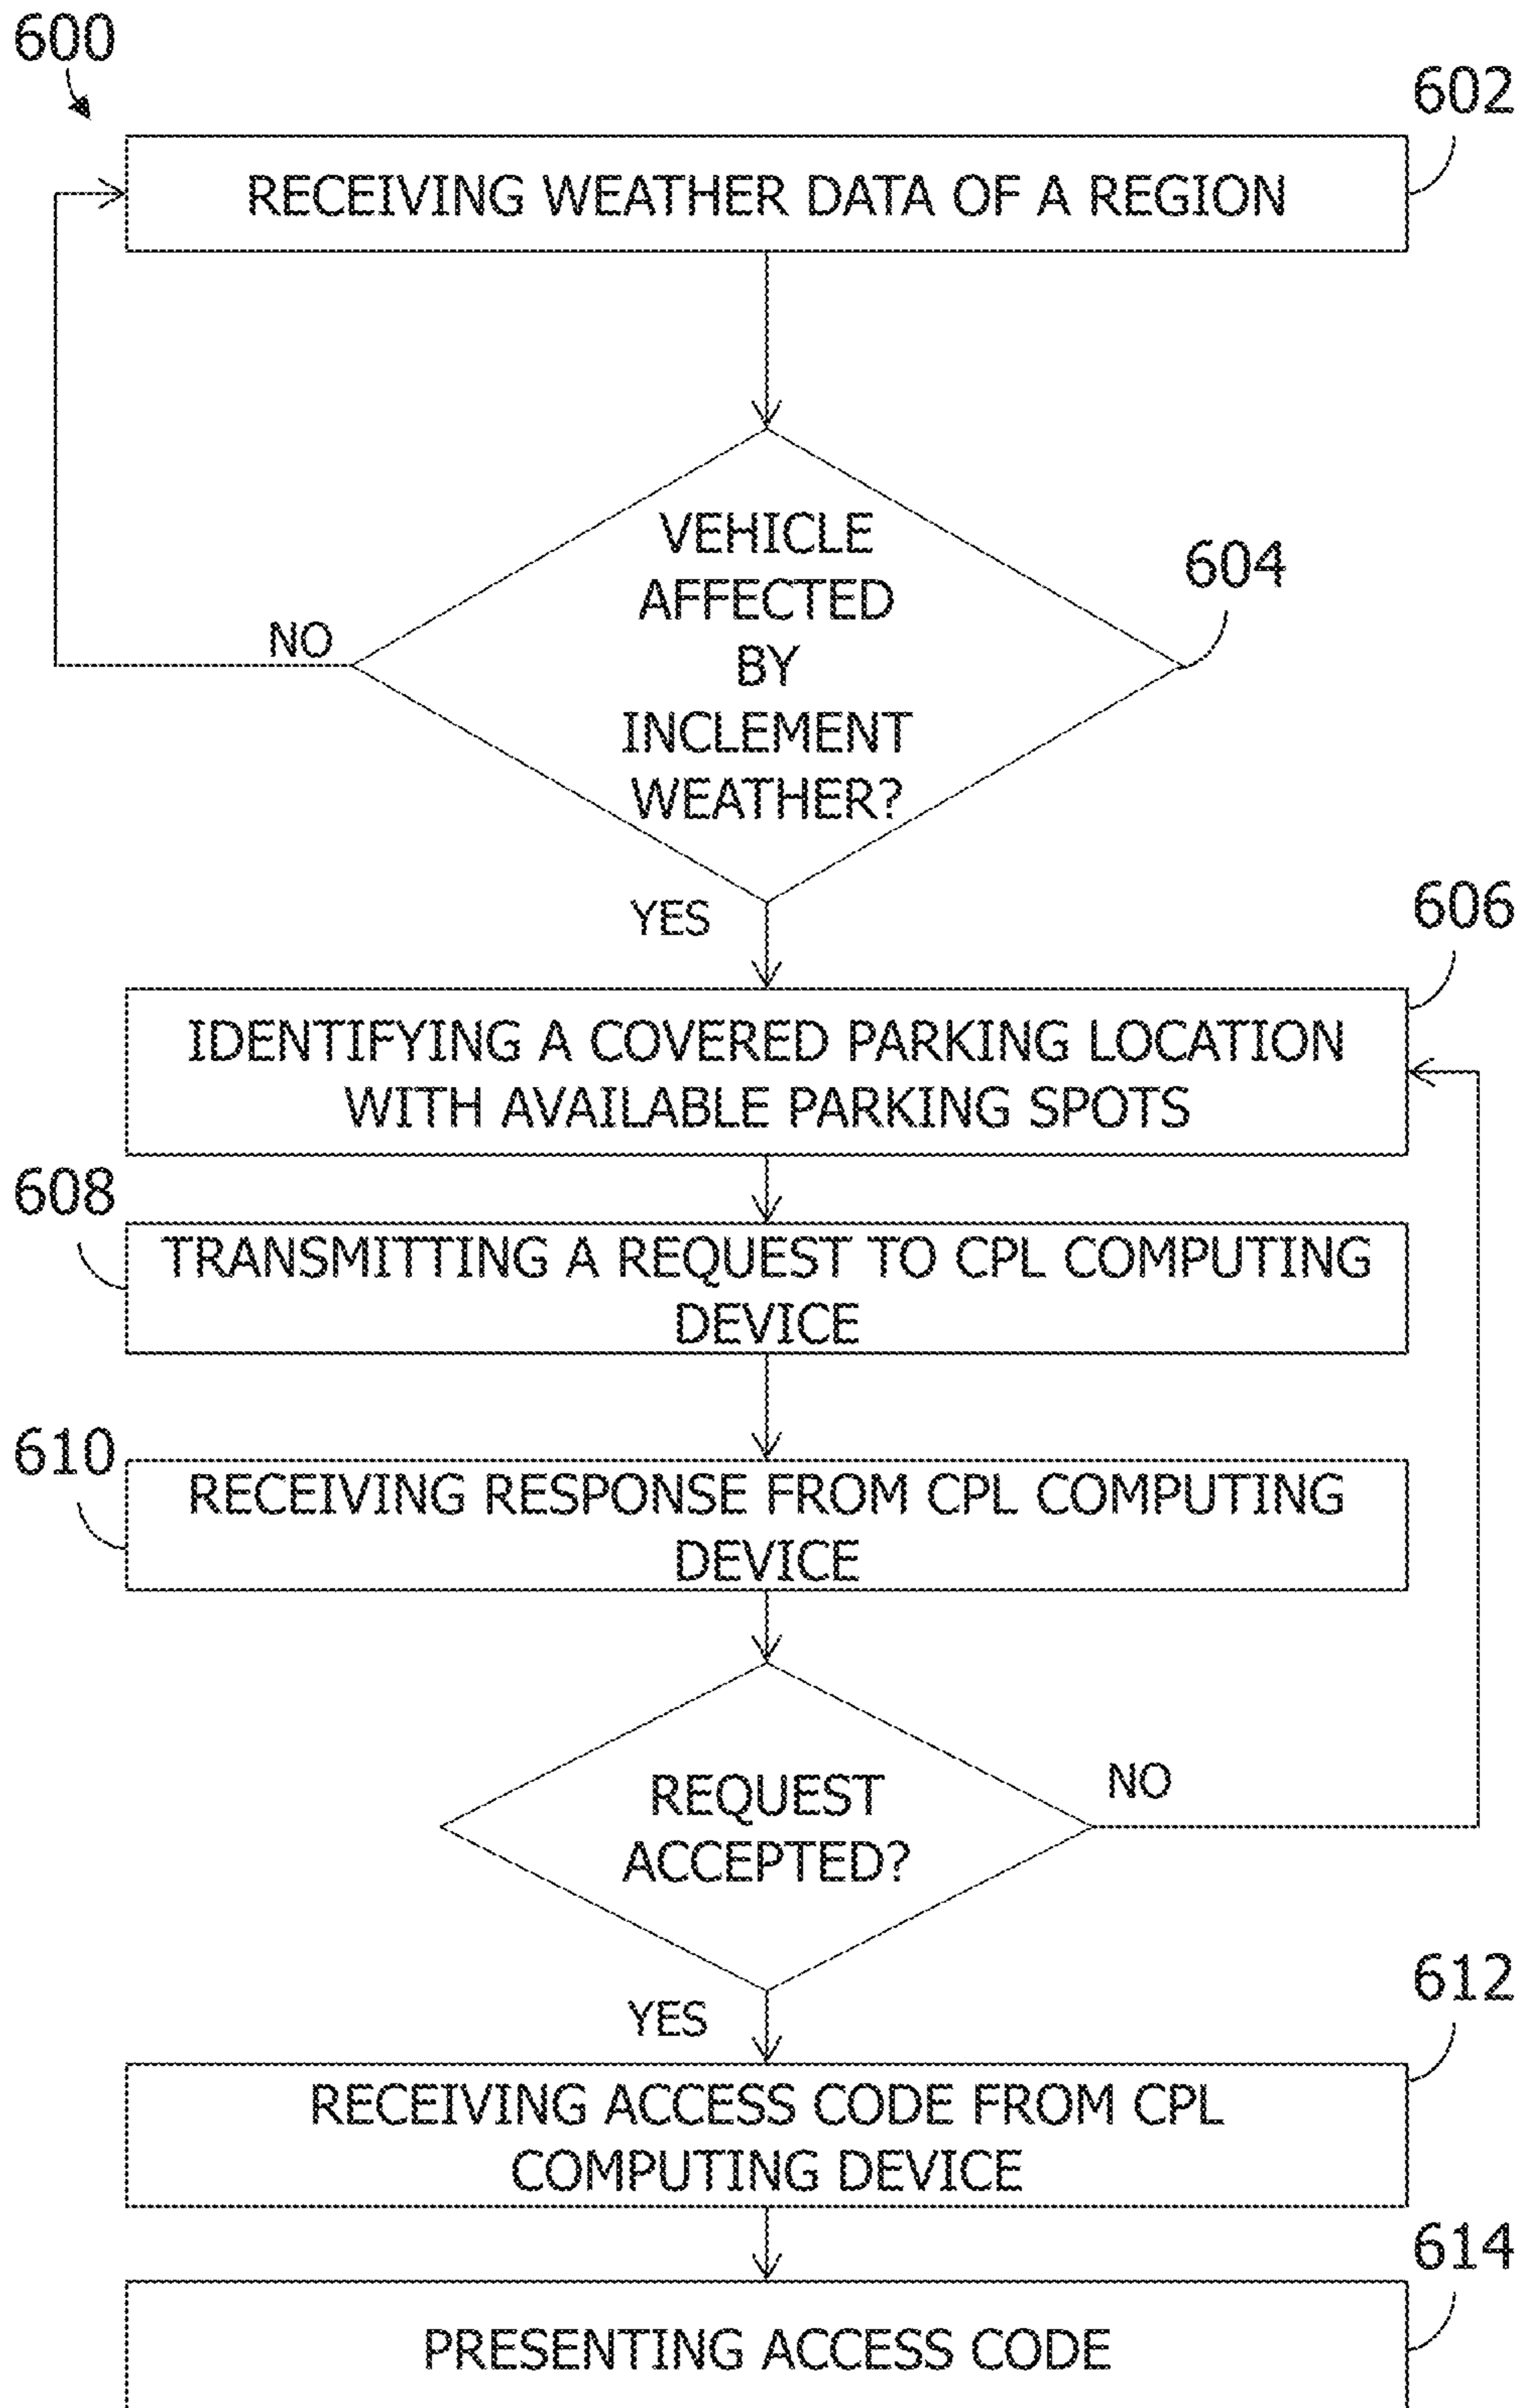 600
602
RECEIVING WEATHER DATA OF A REGION
VEHICLE
AFFECTED
BY
INCLEMENT
WEATHER?
604
NO
YES
606
IDENTIFYING A COVERED PARKING LOCATION
WITH AVAILABLE PARKING SPOTS
608
TRANSMITTING A REQUEST TO CPL COMPUTING
DEVICE
610
RECEIVING RESPONSE FROM CPL COMPUTING
DEVICE
REQUEST
ACCEPTED?
NO
YES
612
RECEIVING ACCESS CODE FROM CPL
COMPUTING DEVICE
614
PRESENTING ACCESS CODE